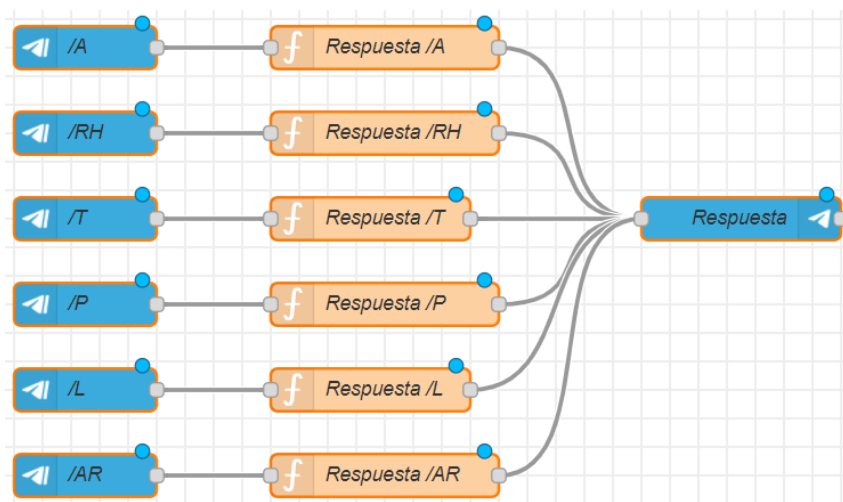 /A
Respuesta /A
/RH
Respuesta /RH
/T
Respuesta /T
Respuesta
/P
Respuesta /P
/L
Respuesta /L
/AR
Respuesta /AR